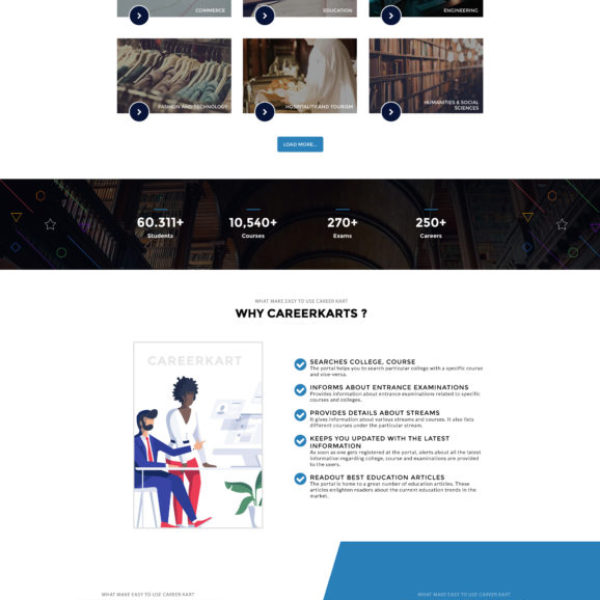 COMMERCE
EDUCATION
ENGINEERING
FASHION AND TECHNOLOGY
HOSPITALITY AND TOURISM
HUMANITIES & SOCIAL
SCIENCES
LOAD MORE...
60.311+
10,540+
270+
250+
Students
Courses
Exams
Careers
WHAT MAKE EASY TO USE CAREER KART
WHY CAREERKARTS ?
CAREERKART
SEARCHES COLLEGE, COURSE
The portal helps you to search particular college with a specific course
and vice-versa.
INFORMS ABOUT ENTRANCE EXAMINATIONS
Provides information about entrance examinations related to specific
courses and colleges.
PROVIDES DETAILS ABOUT STREAMS
It gives information about various streams and courses. It also lists
different courses under the particular stream.
KEEPS YOU UPDATED WITH THE LATEST
INFORMATION
As soon as one gets registered at the portal, alerts about all the latest
information regarding college, course and examinations are provided
to the users.
READOUT BEST EDUCATION ARTICLES
The portal is home to a great number of education articles. These
articles enlighten readers about the current education trends in the
market.
WHAT MAKE EASY TO USE CAREER KART
WHAT MAKE EASY TO USE CAREER KART